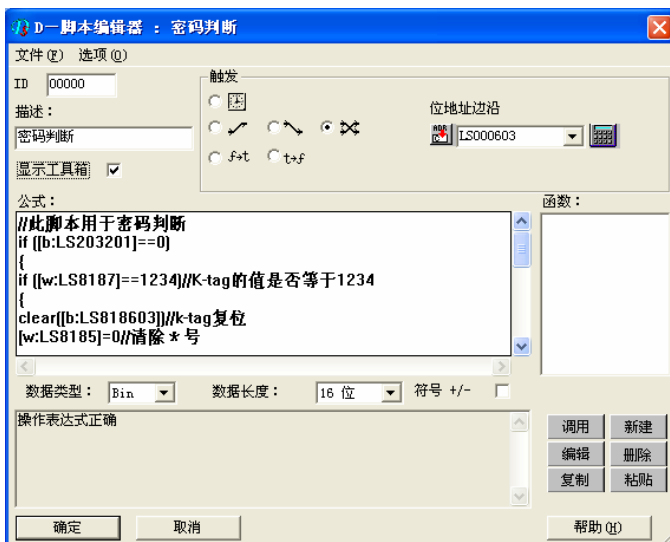 D－脚本编辑器 : 密码判断
文件(F) 选项(O)
ID 00000
触发
描述：
密码判断
位地址边沿
LS000603
显示工具箱
f→t t→f
公式：
函数：
//此脚本用于密码判断
if ([b:LS203201]==0)
{
if ([w:LS8187]==1234)//K-tag的值是否等于1234
{
clear([b:LS818603])//k-tag复位
[w:LS8185]=0//清除＊号
数据类型： Bin 数据长度： 16 位 符号 +/-
操作表达式正确
调用 新建
编辑 删除
复制 粘贴
确定 取消 帮助(H)